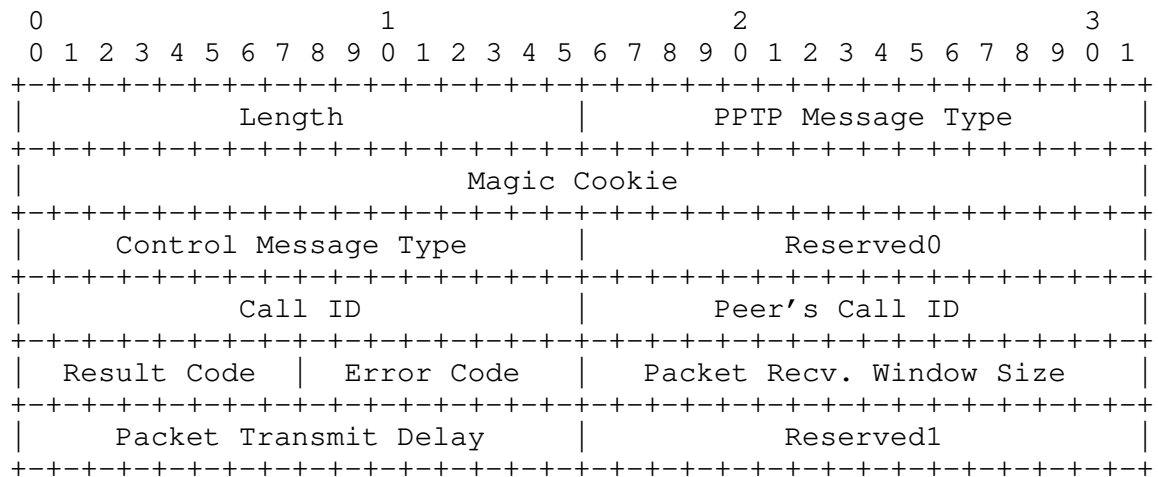 0                   1                   2                   3
 0 1 2 3 4 5 6 7 8 9 0 1 2 3 4 5 6 7 8 9 0 1 2 3 4 5 6 7 8 9 0 1
+-+-+-+-+-+-+-+-+-+-+-+-+-+-+-+-+-+-+-+-+-+-+-+-+-+-+-+-+-+-+-+-+
|            Length             |       PPTP Message Type       |
+-+-+-+-+-+-+-+-+-+-+-+-+-+-+-+-+-+-+-+-+-+-+-+-+-+-+-+-+-+-+-+-+
|                         Magic Cookie                          |
+-+-+-+-+-+-+-+-+-+-+-+-+-+-+-+-+-+-+-+-+-+-+-+-+-+-+-+-+-+-+-+-+
|     Control Message Type      |           Reserved0           |
+-+-+-+-+-+-+-+-+-+-+-+-+-+-+-+-+-+-+-+-+-+-+-+-+-+-+-+-+-+-+-+-+
|            Call ID            |       Peer’s Call ID          |
+-+-+-+-+-+-+-+-+-+-+-+-+-+-+-+-+-+-+-+-+-+-+-+-+-+-+-+-+-+-+-+-+
|  Result Code  |  Error Code   |   Packet Recv. Window Size    |
+-+-+-+-+-+-+-+-+-+-+-+-+-+-+-+-+-+-+-+-+-+-+-+-+-+-+-+-+-+-+-+-+
|     Packet Transmit Delay     |           Reserved1           |
+-+-+-+-+-+-+-+-+-+-+-+-+-+-+-+-+-+-+-+-+-+-+-+-+-+-+-+-+-+-+-+-+